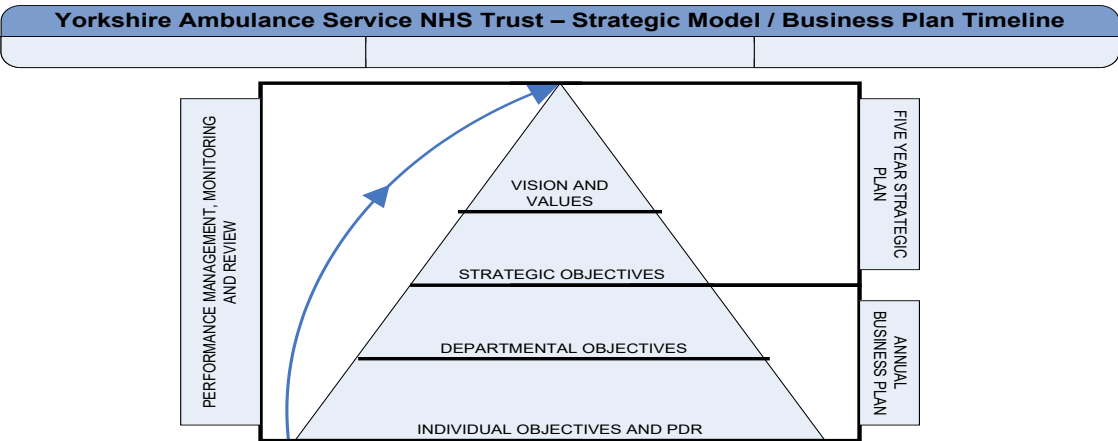 Yorkshire Ambulance Service NHS Trust – Strategic Model / Business Plan Timeline
PERFORMANCE MANAGEMENT, MONITORING
AND REVIEW
VISION AND
VALUES
STRATEGIC OBJECTIVES
DEPARTMENTAL OBJECTIVES
INDIVIDUAL OBJECTIVES AND PDR
FIVE YEAR STRATEGIC
PLAN
ANNUAL
BUSINESS PLAN